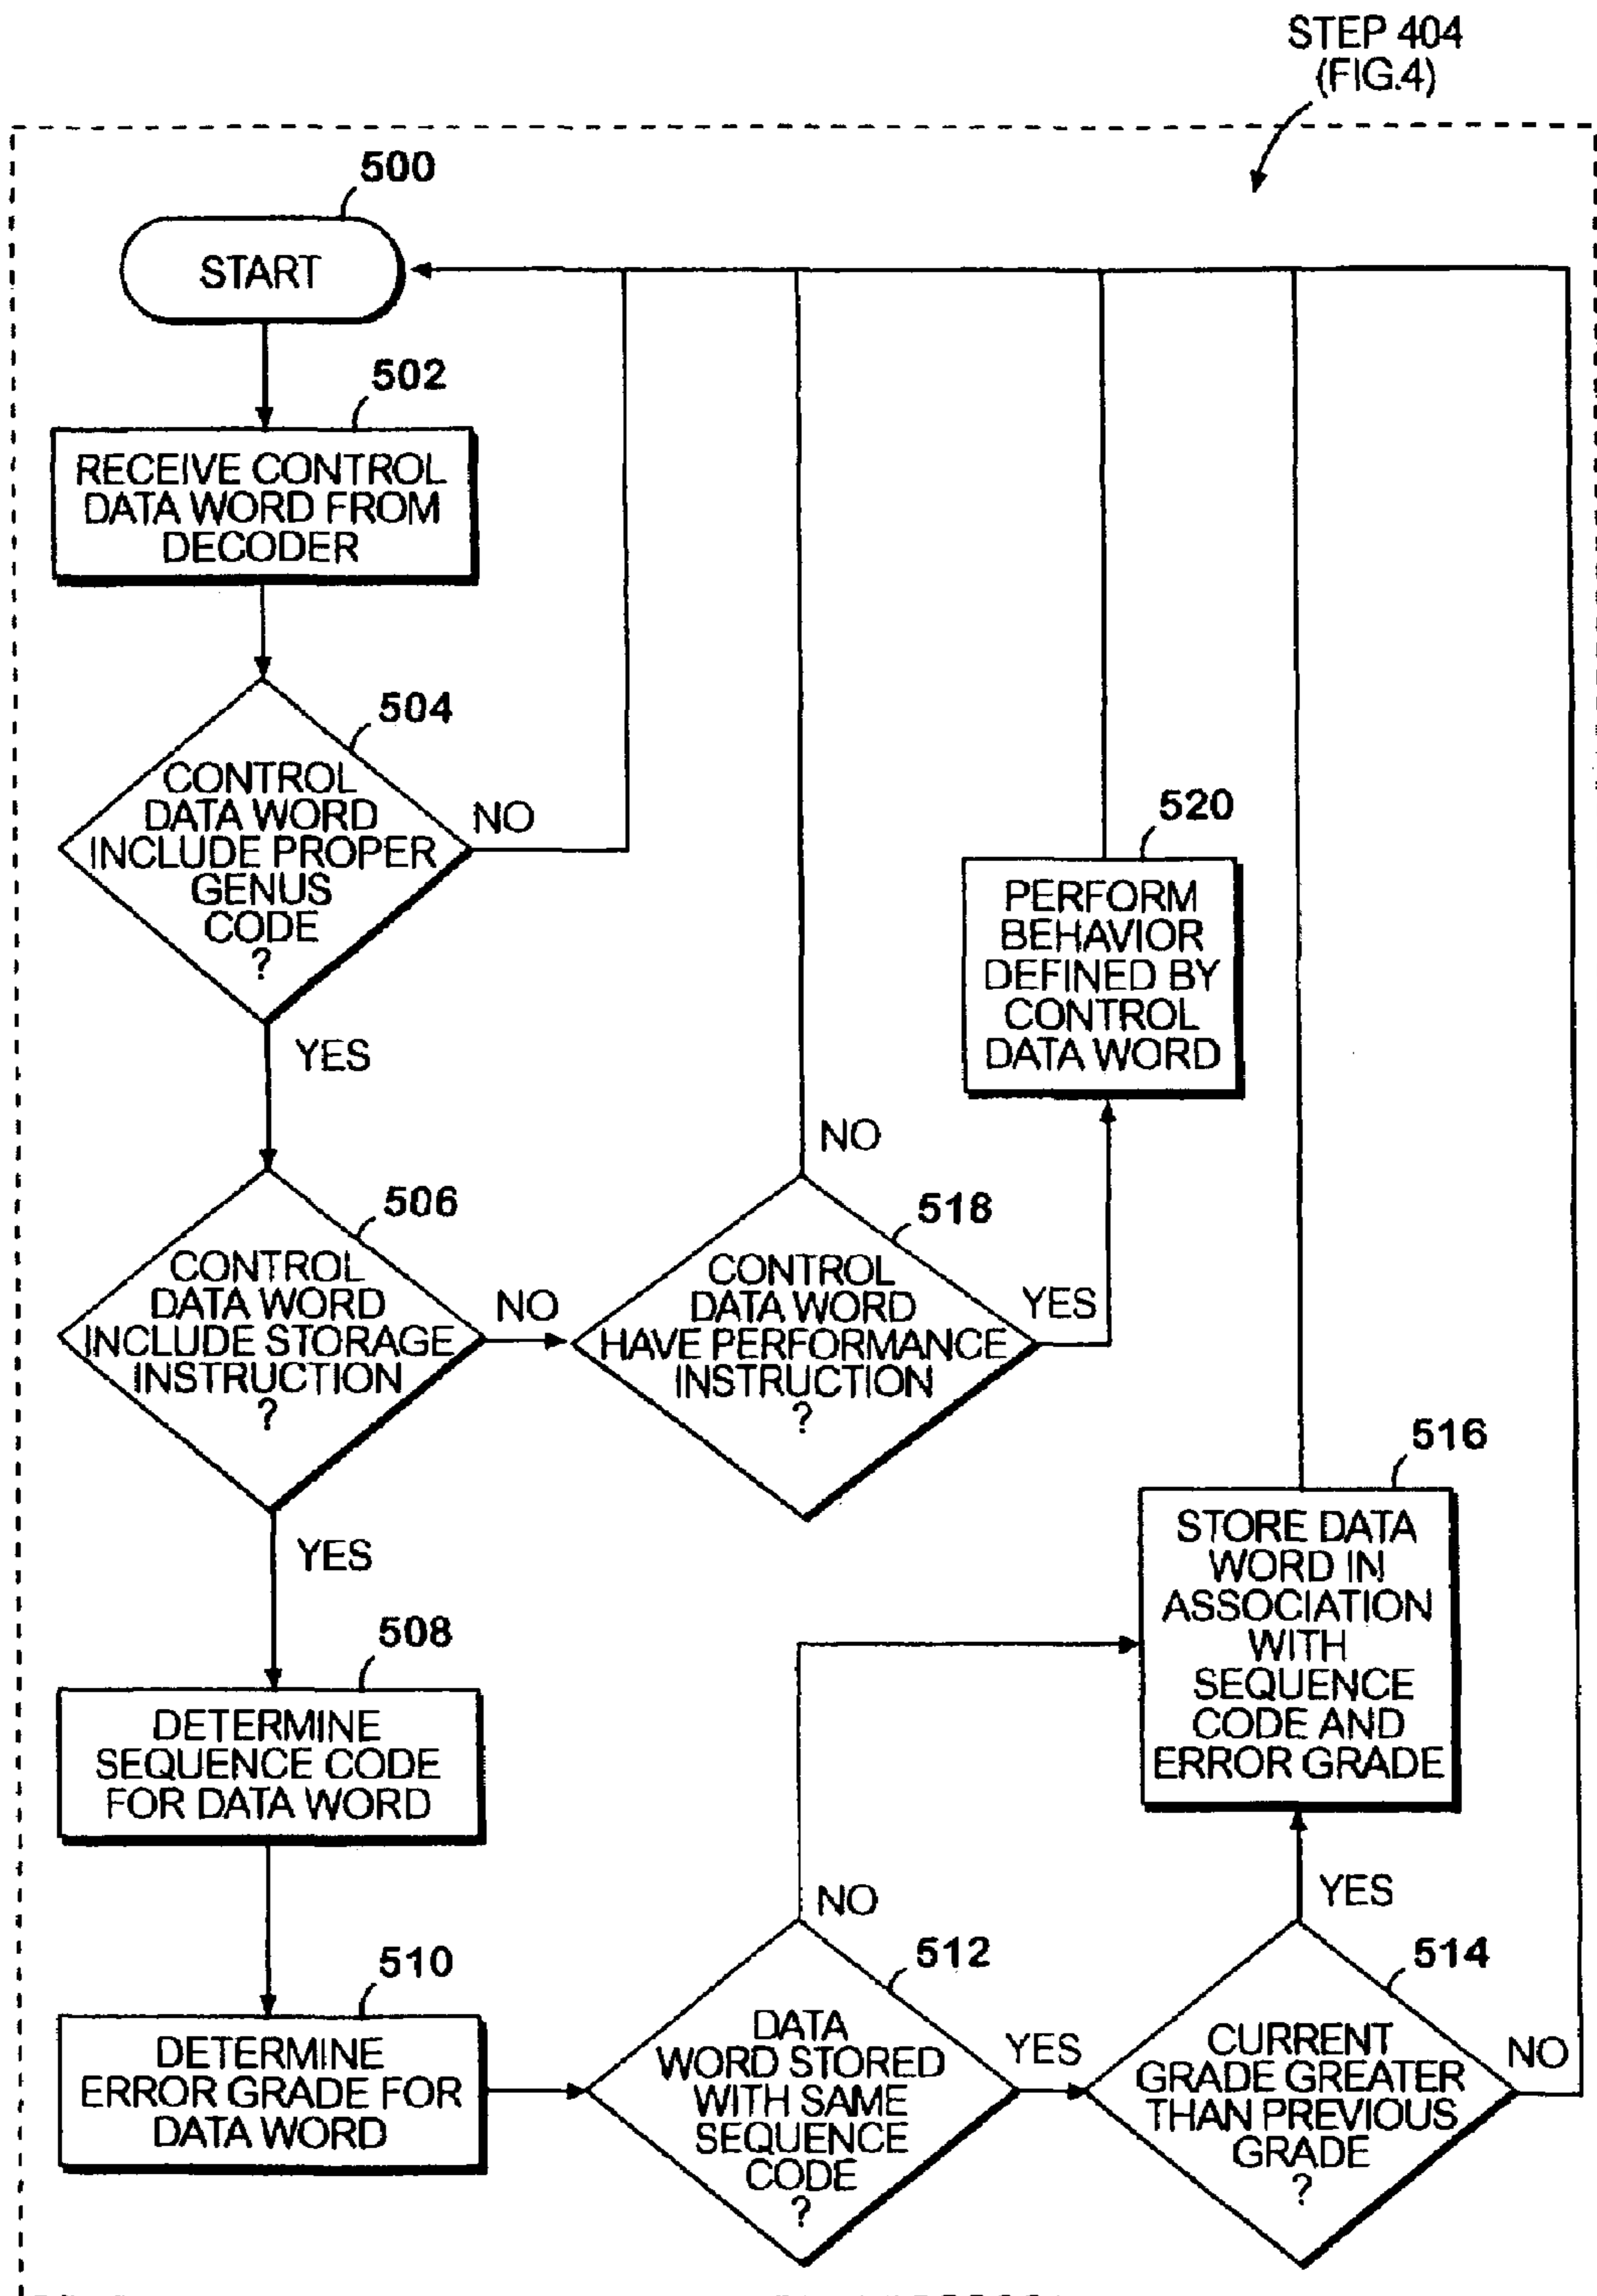 STEP 404
(FIG.4)
500
START
502
RECEIVE CONTROL
DATA WORD FROM
DECODER
504
CONTROL
DATA WORD
INCLUDE PROPER
GENUS
CODE
?
NO
YES
520
PERFORM
BEHAVIOR
DEFINED BY
CONTROL
DATA WORD
506
CONTROL
DATA WORD
INCLUDE STORAGE
INSTRUCTION
?
NO
YES
518
CONTROL
DATA WORD
HAVE PERFORMANCE
INSTRUCTION
?
NO
YES
508
DETERMINE
SEQUENCE CODE
FOR DATA WORD
516
STORE DATA
WORD IN
ASSOCIATION
WITH
SEQUENCE
CODE AND
ERROR GRADE
510
DETERMINE
ERROR GRADE FOR
DATA WORD
512
DATA
WORD STORED
WITH SAME
SEQUENCE
CODE
?
NO
YES
514
CURRENT
GRADE GREATER
THAN PREVIOUS
GRADE
?
YES
NO